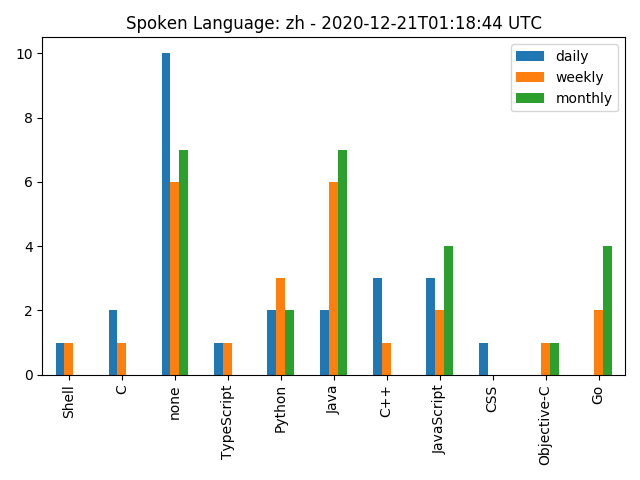 Spoken Language: zh - 2020-12-21T01:18:44 UTC
daily
weekly
monthly
10
8
6
4
2
0
Shell
C
none
TypeScript
Python
Java
C++
JavaScript
CSS
Objective-C
Go